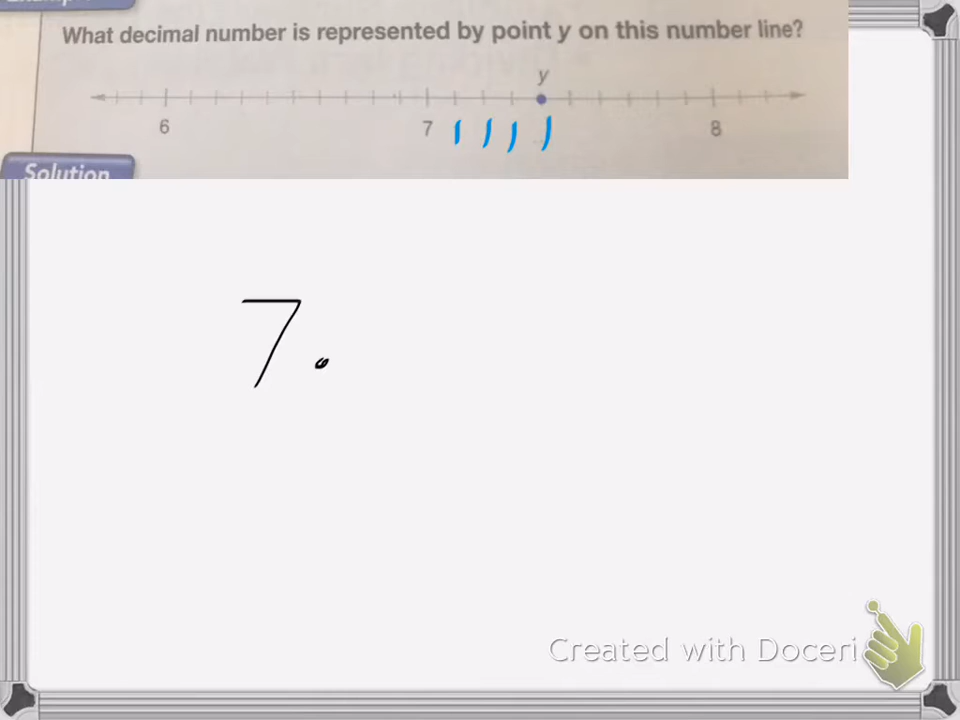 What decimal number is represented by point y on this number line?
y
6 7 8
Solution
7.
Created with Doceri